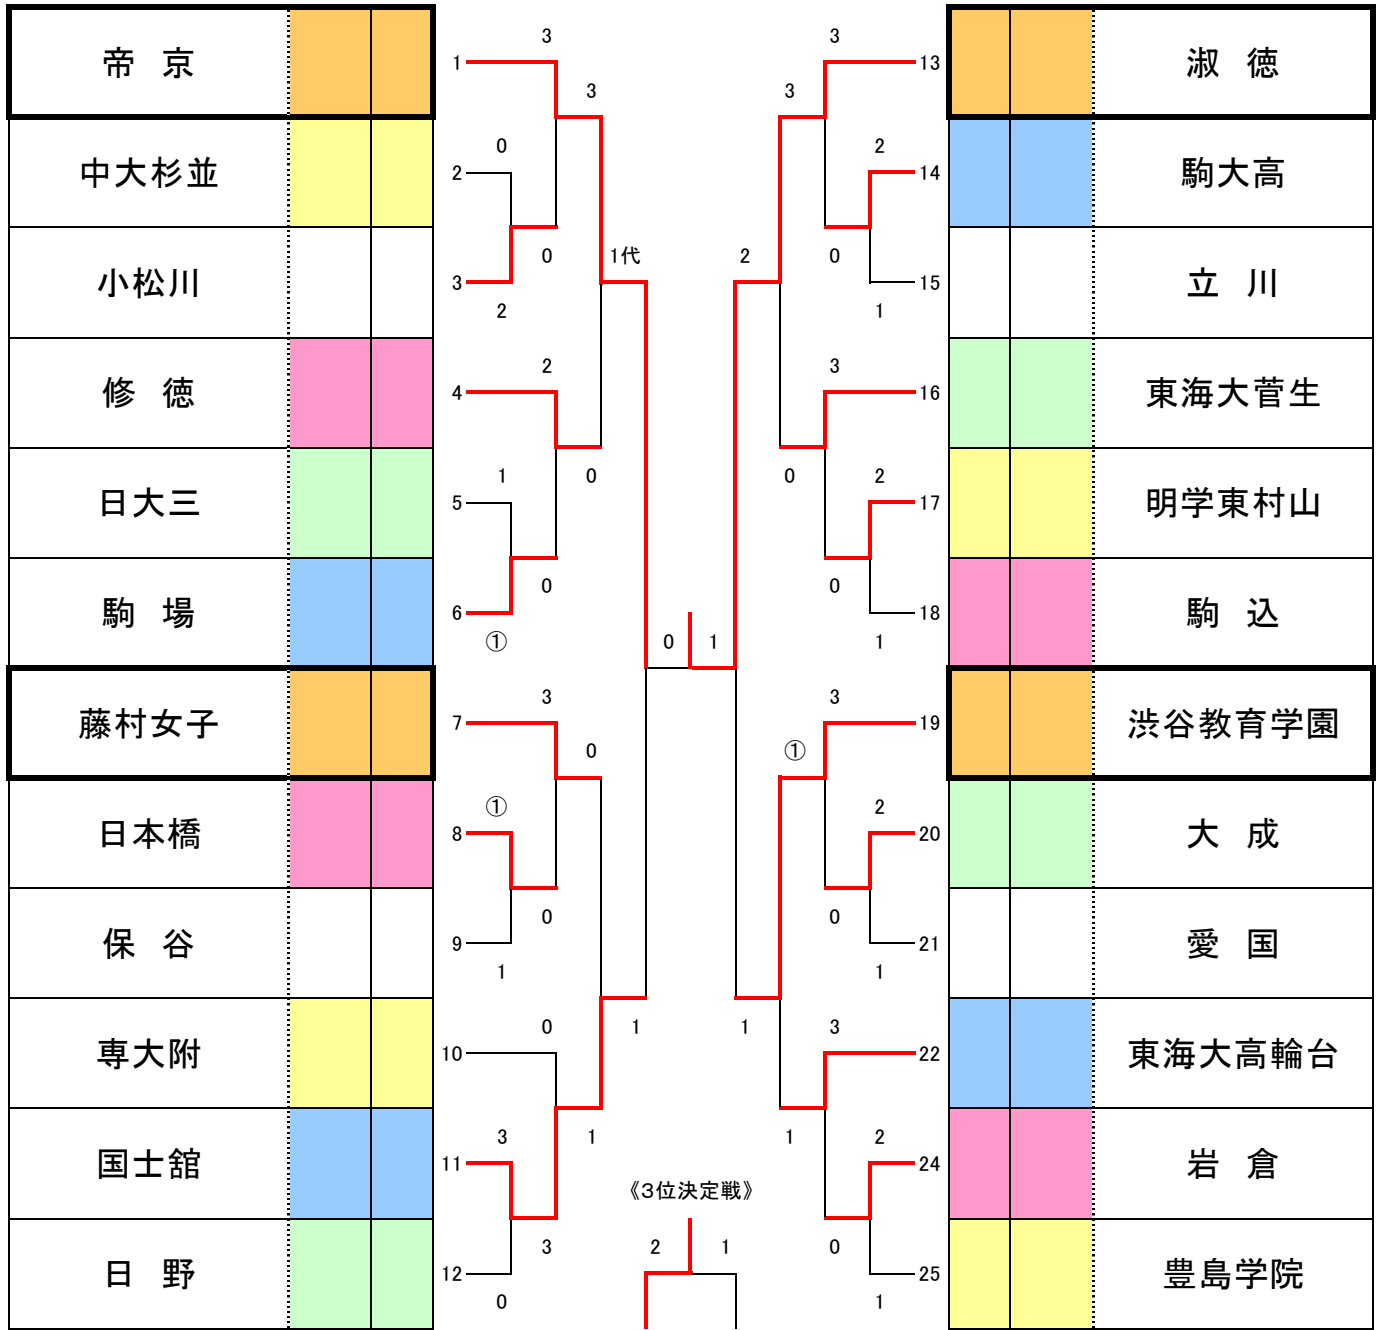 帝 京
中大杉並
小松川
修 徳
日大三
駒 場
藤村女子
日本橋
保 谷
専大附
国士舘
日 野
1
2
3
4
5
6
7
8
9
10
11
12
3
0
2
2
1
①
3
①
1
0
3
0
3
0
0
0
0
3
1代
0
0
1
1
0
1
2
1
3
0
①
1
3
0
3
0
3
0
3
0
2
1
2
1
2
1
2
1
《3位決定戦》
2
1
13
14
15
16
17
18
19
20
21
22
24
25
淑 徳
駒大高
立 川
東海大菅生
明学東村山
駒 込
渋谷教育学園
大 成
愛 国
東海大高輪台
岩 倉
豊島学院